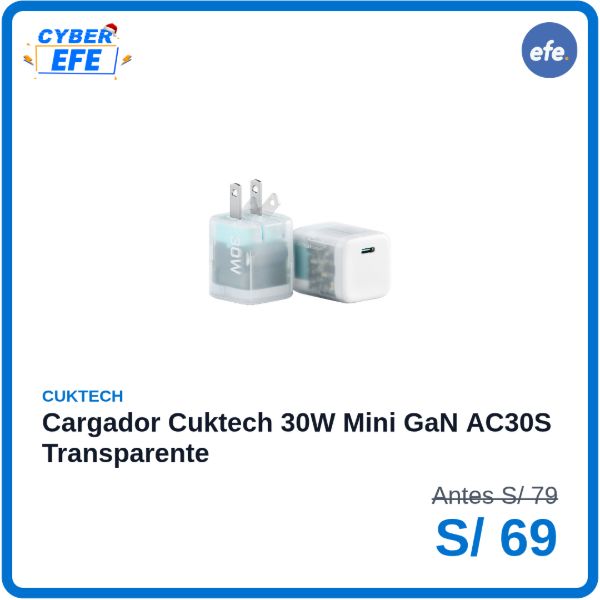 CYBER
EFE
efe.
30W
CUKTECH
Cargador Cuktech 30W Mini GaN AC30S
Transparente
Antes S/ 79
S/ 69